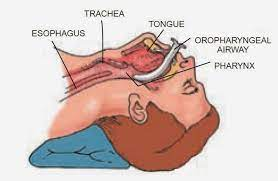 TRACHEA
TONGUE
ESOPHAGUS
OROPHARYNGEAL
AIRWAY
PHARYNX